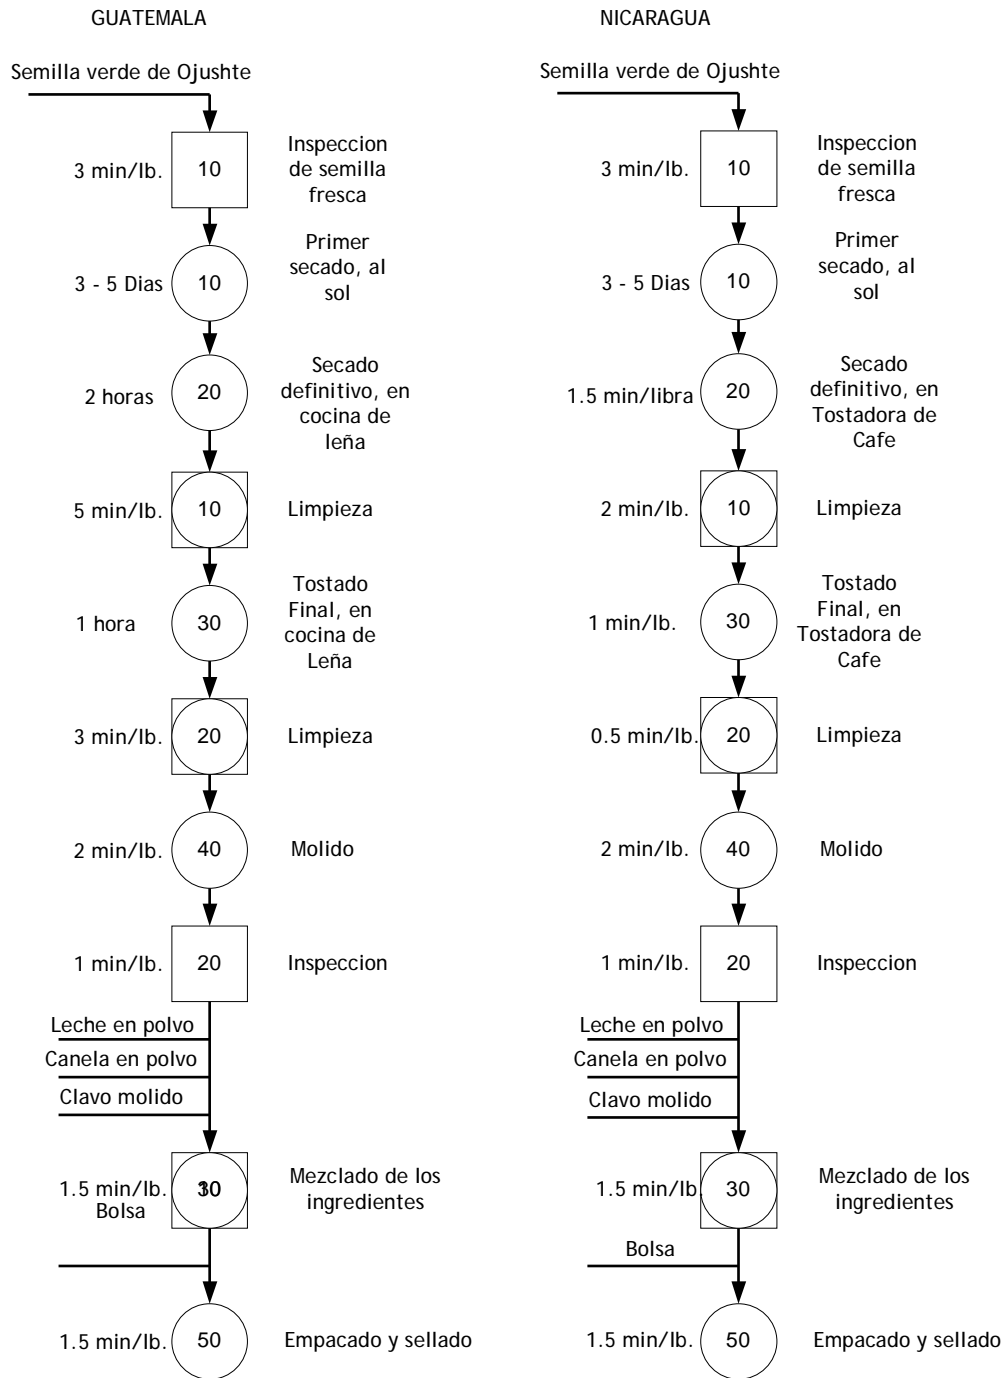 GUATEMALA
Semilla verde de Ojushte
3 min/lb.
10
Inspeccion
de semilla
fresca
3 - 5 Dias
10
Primer
secado, al
sol
2 horas
20
Secado
definitivo, en
cocina de
leña
5 min/lb.
10
Limpieza
1 hora
30
Tostado
Final, en
cocina de
Leña
3 min/lb.
20
Limpieza
2 min/lb.
40
Molido
1 min/lb.
20
Inspeccion
Leche en polvo
Canela en polvo
Clavo molido
1.5 min/lb.
Bolsa
Mezclado de los
ingredientes
1.5 min/lb.
50
Empacado y sellado
NICARAGUA
Semilla verde de Ojushte
3 min/lb.
10
Inspeccion
de semilla
fresca
3 - 5 Dias
10
Primer
secado, al
sol
1.5 min/libra
20
Secado
definitivo, en
Tostadora de
Cafe
2 min/lb.
10
Limpieza
1 min/lb.
30
Tostado
Final, en
Tostadora de
Cafe
0.5 min/lb.
20
Limpieza
2 min/lb.
40
Molido
1 min/lb.
20
Inspeccion
Leche en polvo
Canela en polvo
Clavo molido
1.5 min/lb.
30
Mezclado de los
ingredientes
Bolsa
1.5 min/lb.
50
Empacado y sellado